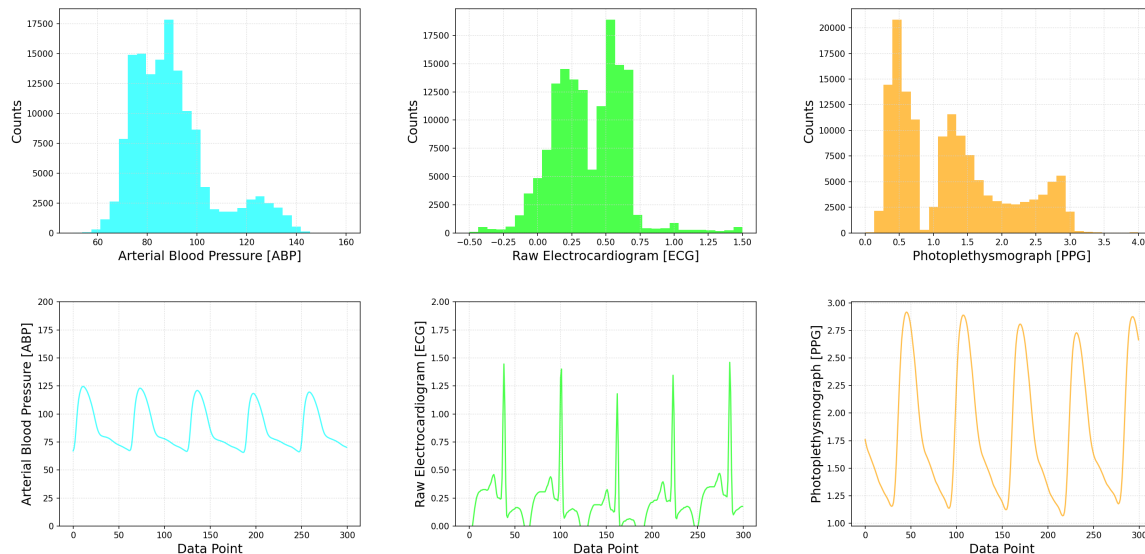 17500
15000
12500
10000
7500
5000
2500
0
Counts
60 80 100 120 140 160
Arterial Blood Pressure [ABP]
17500
15000
12500
10000
7500
5000
2500
0
Counts
−0.50 −0.25 0.00 0.25 0.50 0.75 1.00 1.25 1.50
Raw Electrocardiogram [ECG]
20000
17500
15000
12500
10000
7500
5000
2500
0
Counts
0.0 0.5 1.0 1.5 2.0 2.5 3.0 3.5 4.0
Photoplethysmograph [PPG]
200
175
150
125
100
75
50
25
0
Arterial Blood Pressure [ABP]
0 50 100 150 200 250 300
Data Point
2.00
1.75
1.50
1.25
1.00
0.75
0.50
0.25
0.00
Raw Electrocardiogram [ECG]
0 50 100 150 200 250 300
Data Point
3.00
2.75
2.50
2.25
2.00
1.75
1.50
1.25
1.00
Photoplethysmograph [PPG]
0 50 100 150 200 250 300
Data Point